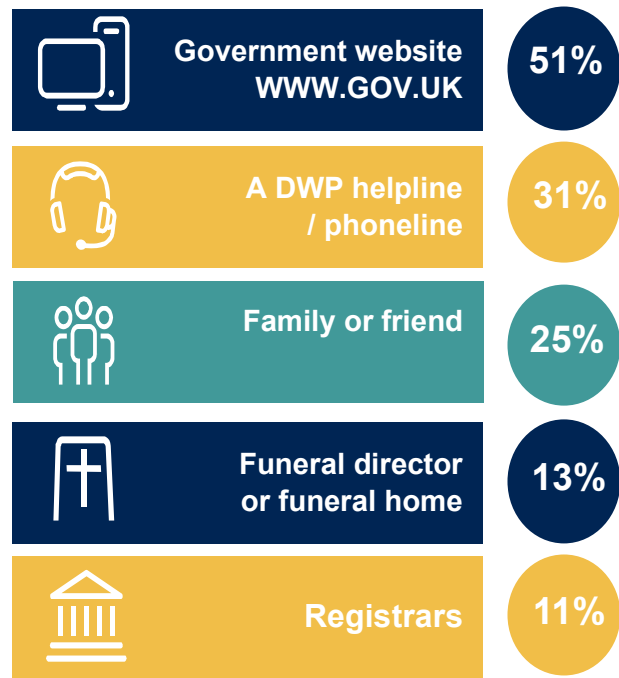 Government website
WWW.GOV.UK
51%
A DWP helpline
/ phoneline
31%
Family or friend
25%
Funeral director
or funeral home
13%
Registrars
11%